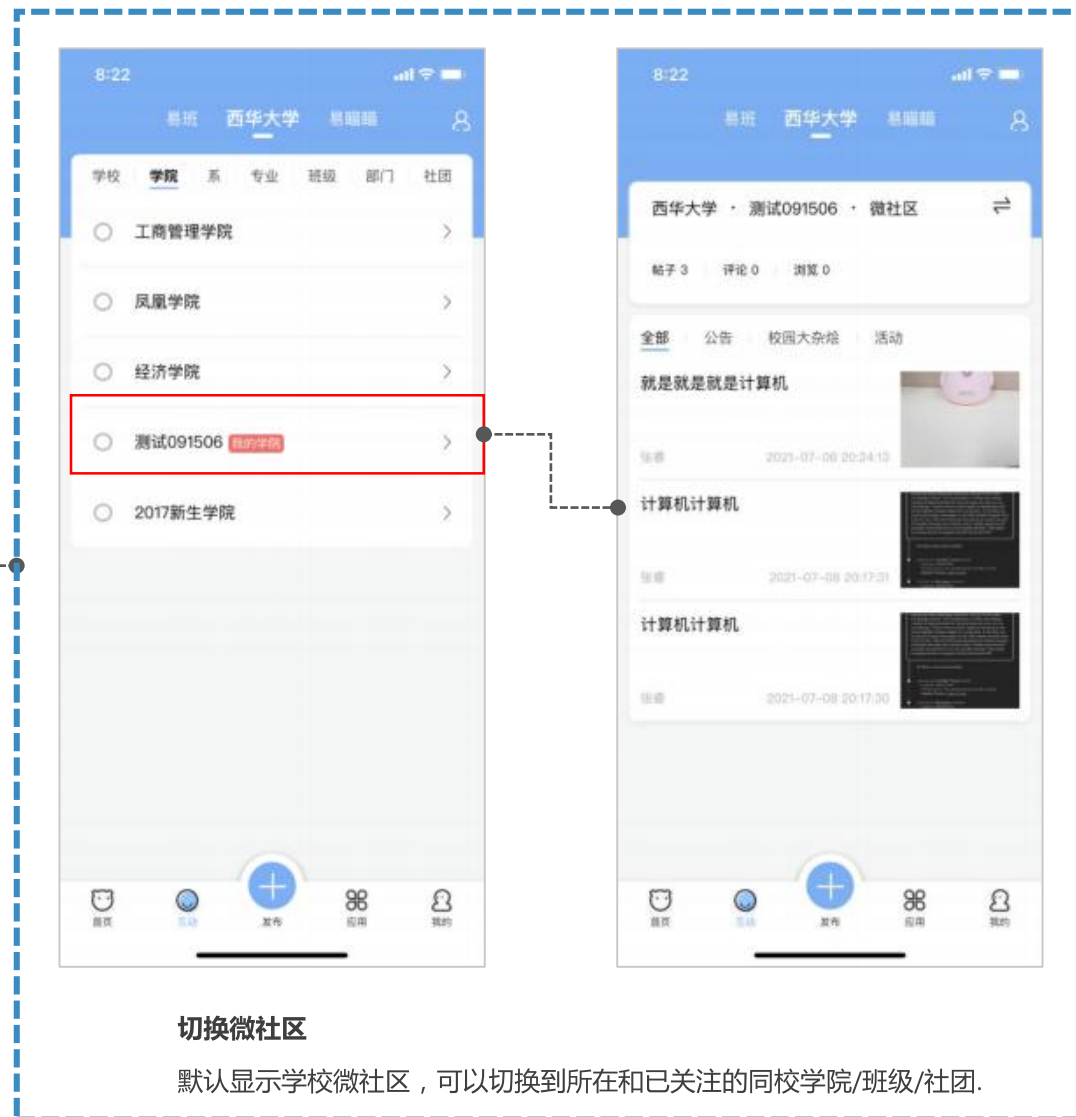 8:22
易班 西华大学 易瞄瞄
学校 学院 系 专业 班级 部门 社团
工商管理学院
凤凰学院
经济学院
测试091506 我的学院
2017新生学院
首页 互动 发布 应用 我的
8:22
易班 西华大学 易瞄瞄
西华大学 · 测试091506 · 微社区
帖子 3 评论 0 浏览 0
全部 公告 校园大杂烩 活动
就是就是就是计算机
2021-07-08 20:24:13
计算机计算机
2021-07-08 20:17:31
计算机计算机
2021-07-08 20:17:30
首页 互动 发布 应用 我的
切换微社区
默认显示学校微社区，可以切换到所在和已关注的同校学院/班级/社团.